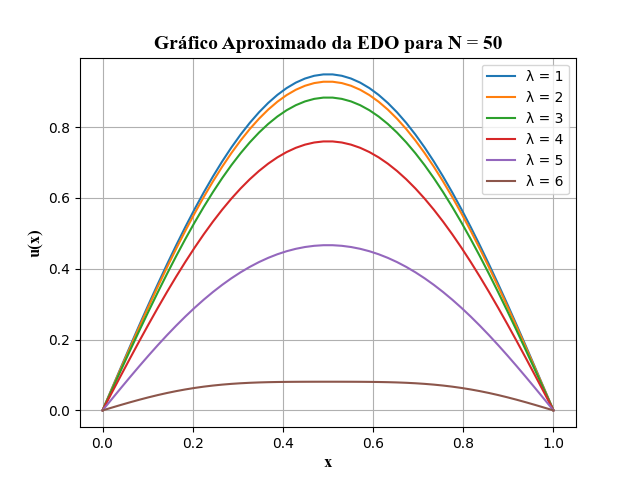 Gráfico Aproximado da EDO para N = 50
λ = 1
λ = 2
λ = 3
λ = 4
λ = 5
λ = 6
0.8
0.6
0.4
0.2
0.0
u(x)
0.0 0.2 0.4 0.6 0.8 1.0
x